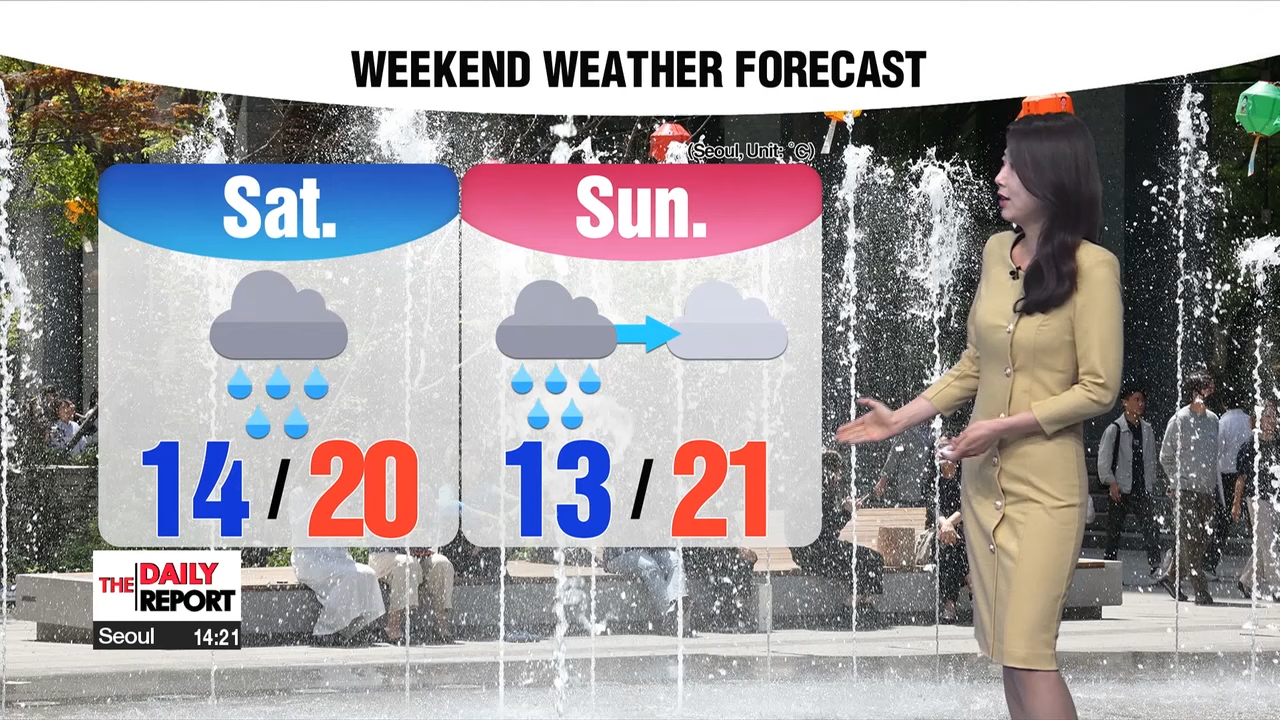 WEEKEND WEATHER FORECAST
(Seoul, Unit: °C)
Sat.
Sun.
14 / 20
13 / 21
THE DAILY REPORT
Seoul 14:21